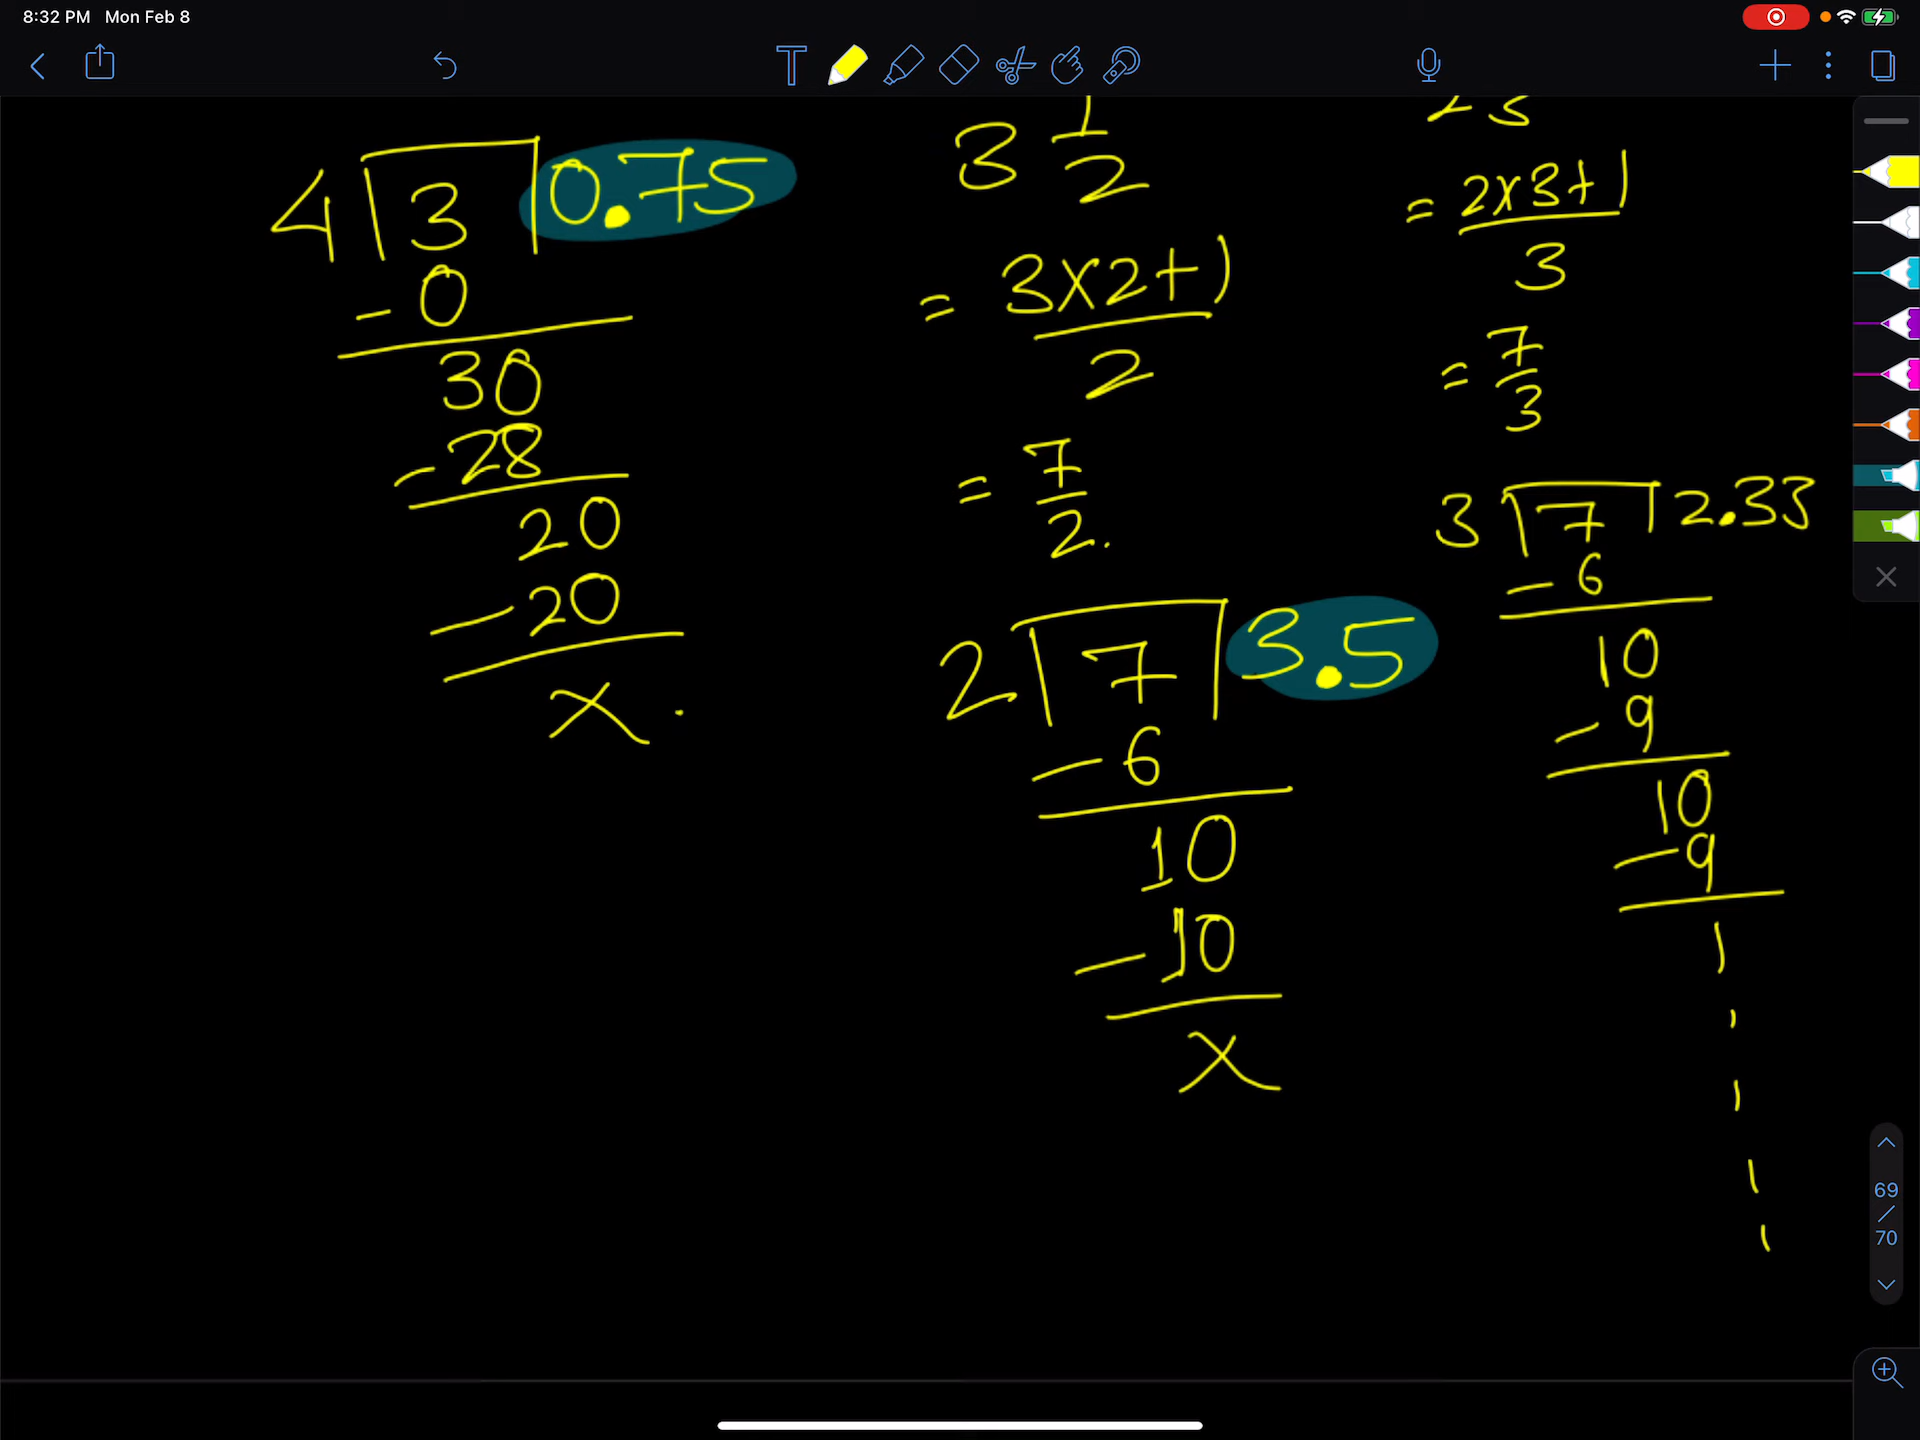 8:32 PM Mon Feb 8
4 3 0.75
- 0
30
- 28
20
- 20
x .
3 1/2
= 3x2+1
2
= 7/2.
2 7 3.5
- 6
10
- 10
x
= 2x3+1
3
= 7/3
3 7 2.33
- 6
10
- 9
10
- 9
1
69
/
70